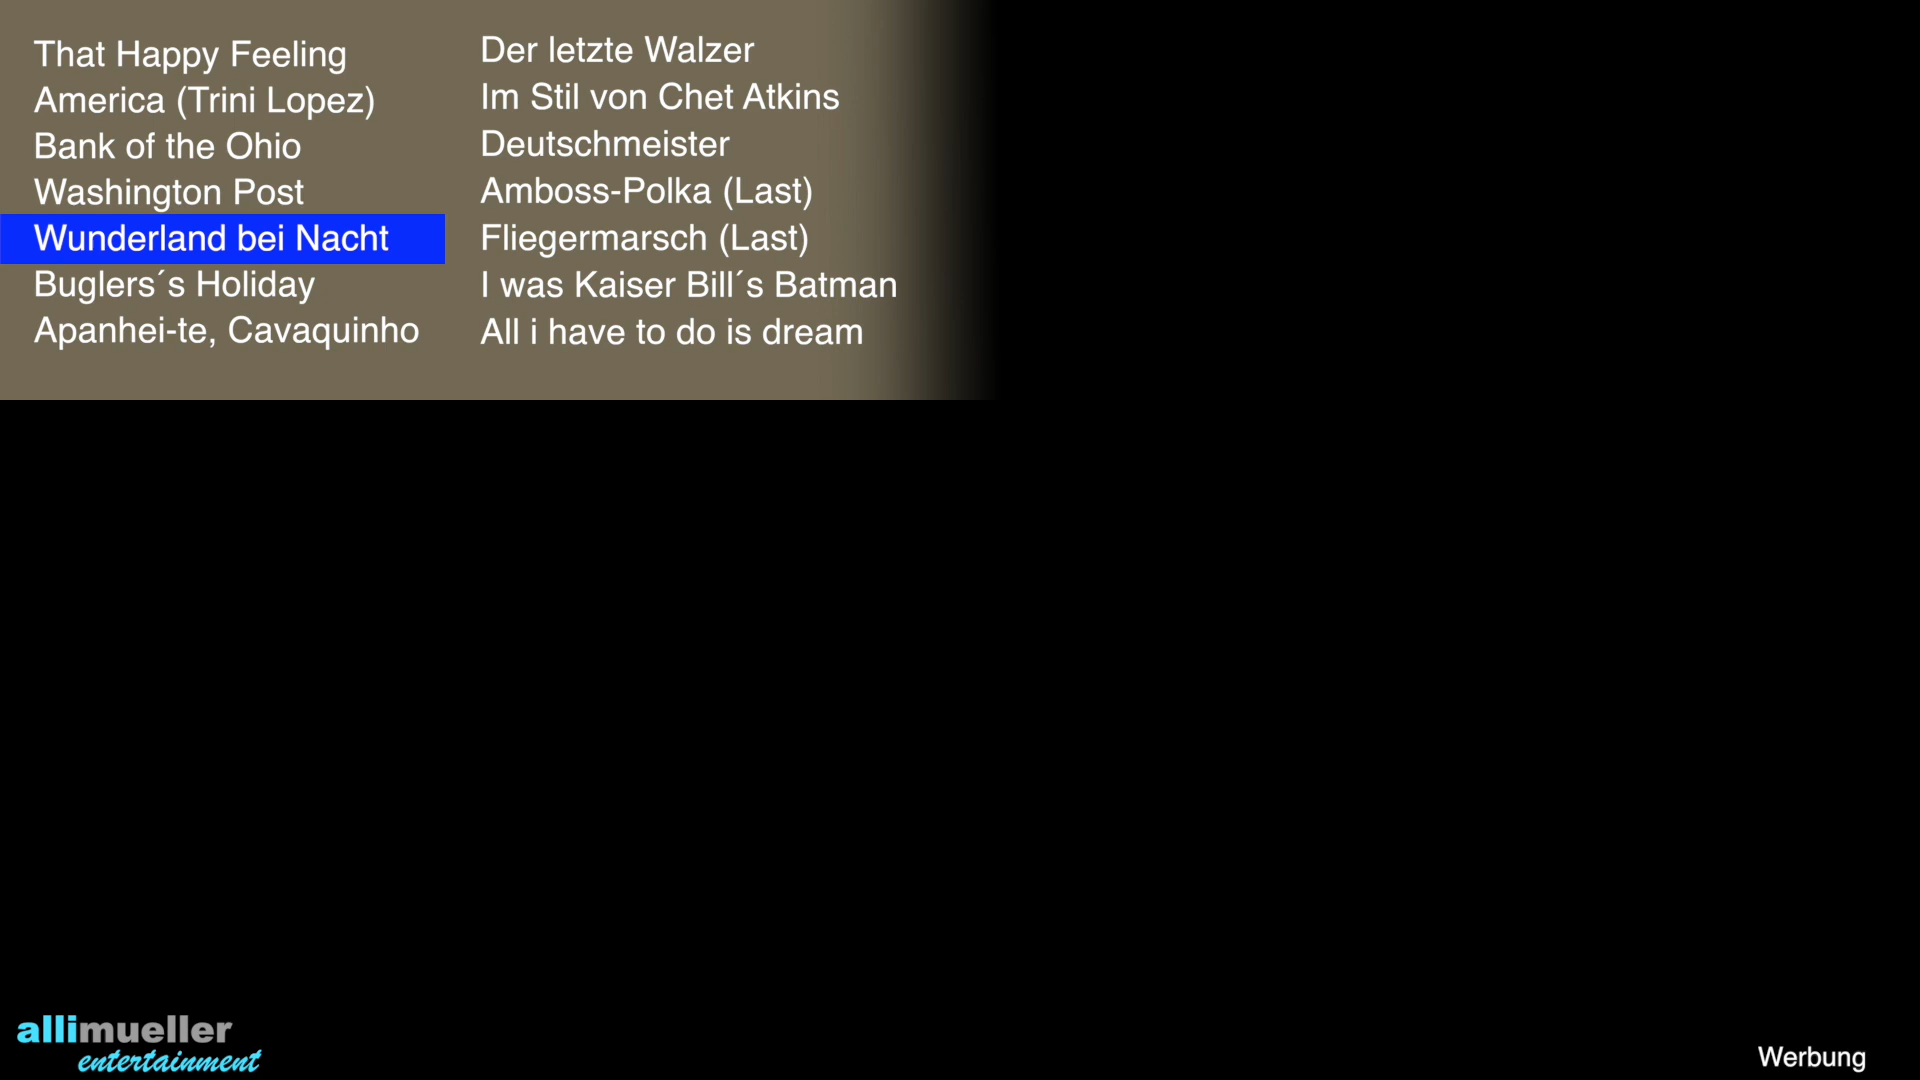 That Happy Feeling
America (Trini Lopez)
Bank of the Ohio
Washington Post
Wunderland bei Nacht
Buglers´s Holiday
Apanhei-te, Cavaquinho
Der letzte Walzer
Im Stil von Chet Atkins
Deutschmeister
Amboss-Polka (Last)
Fliegermarsch (Last)
I was Kaiser Bill´s Batman
All i have to do is dream
allimueller
entertainment
Werbung